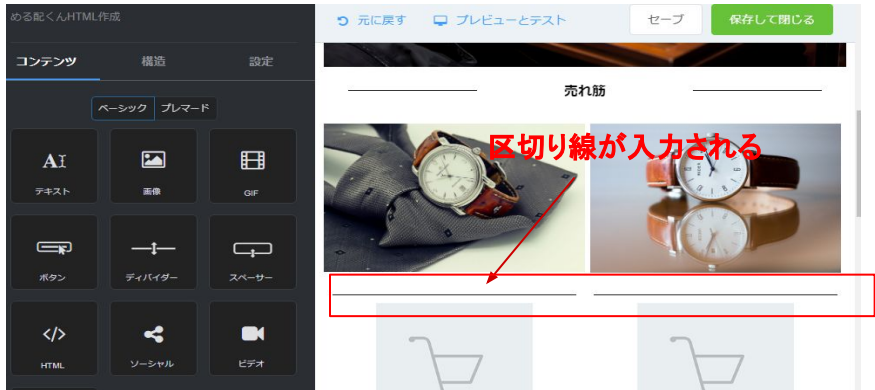 める配くんHTML作成
元に戻す
プレビューとテスト
セーブ
保存して閉じる
コンテンツ
構造
設定
ベーシック
プレマード
売れ筋
区切り線が入力される
AI
テキスト
画像
GIF
ボタン
ディバイダー
スペーサー
</>
HTML
ソーシャル
ビデオ